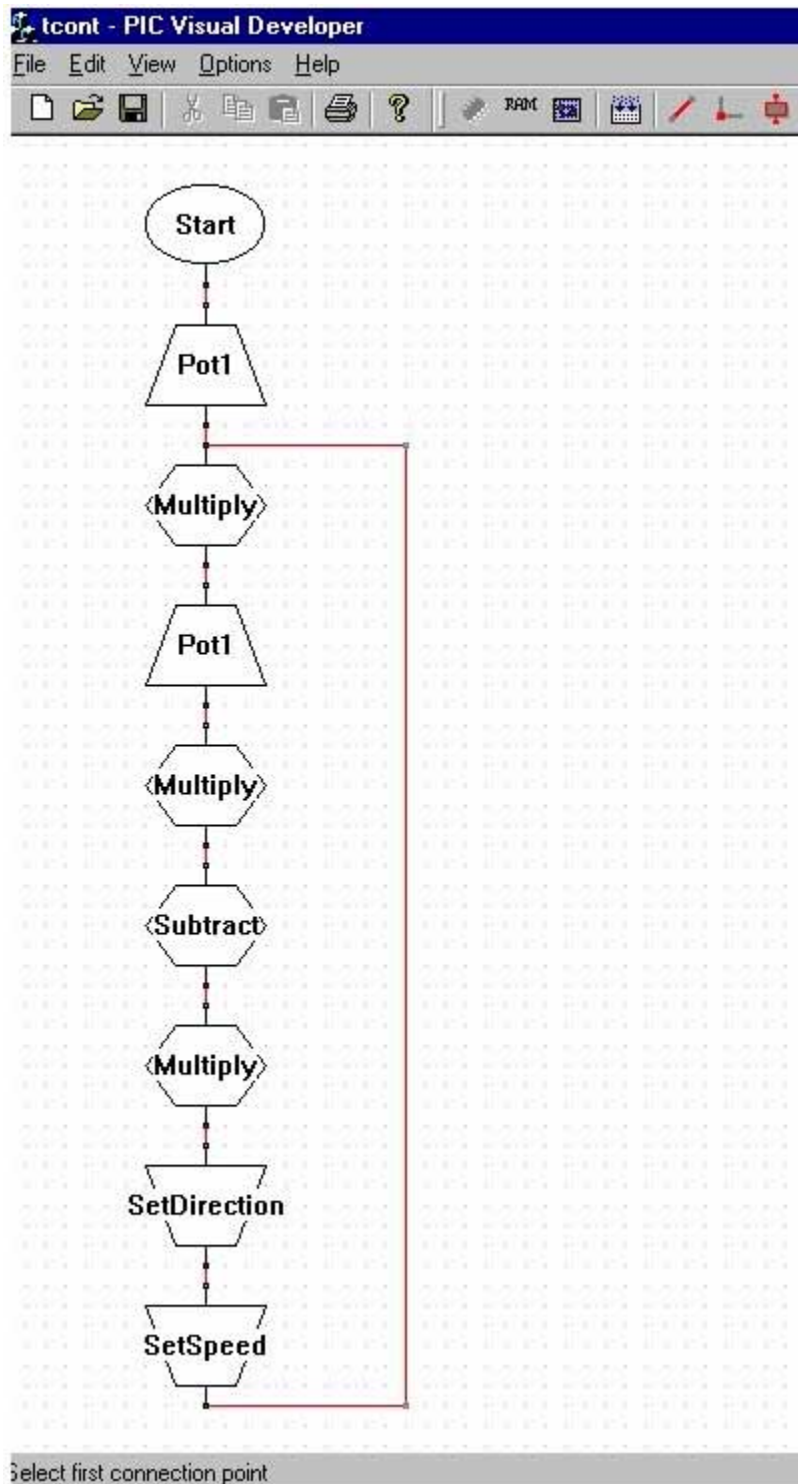 tcont - PIC Visual Developer
File Edit View Options Help
RAM
Start
Pot1
Multiply
Pot1
Multiply
Subtract
Multiply
SetDirection
SetSpeed
Select first connection point